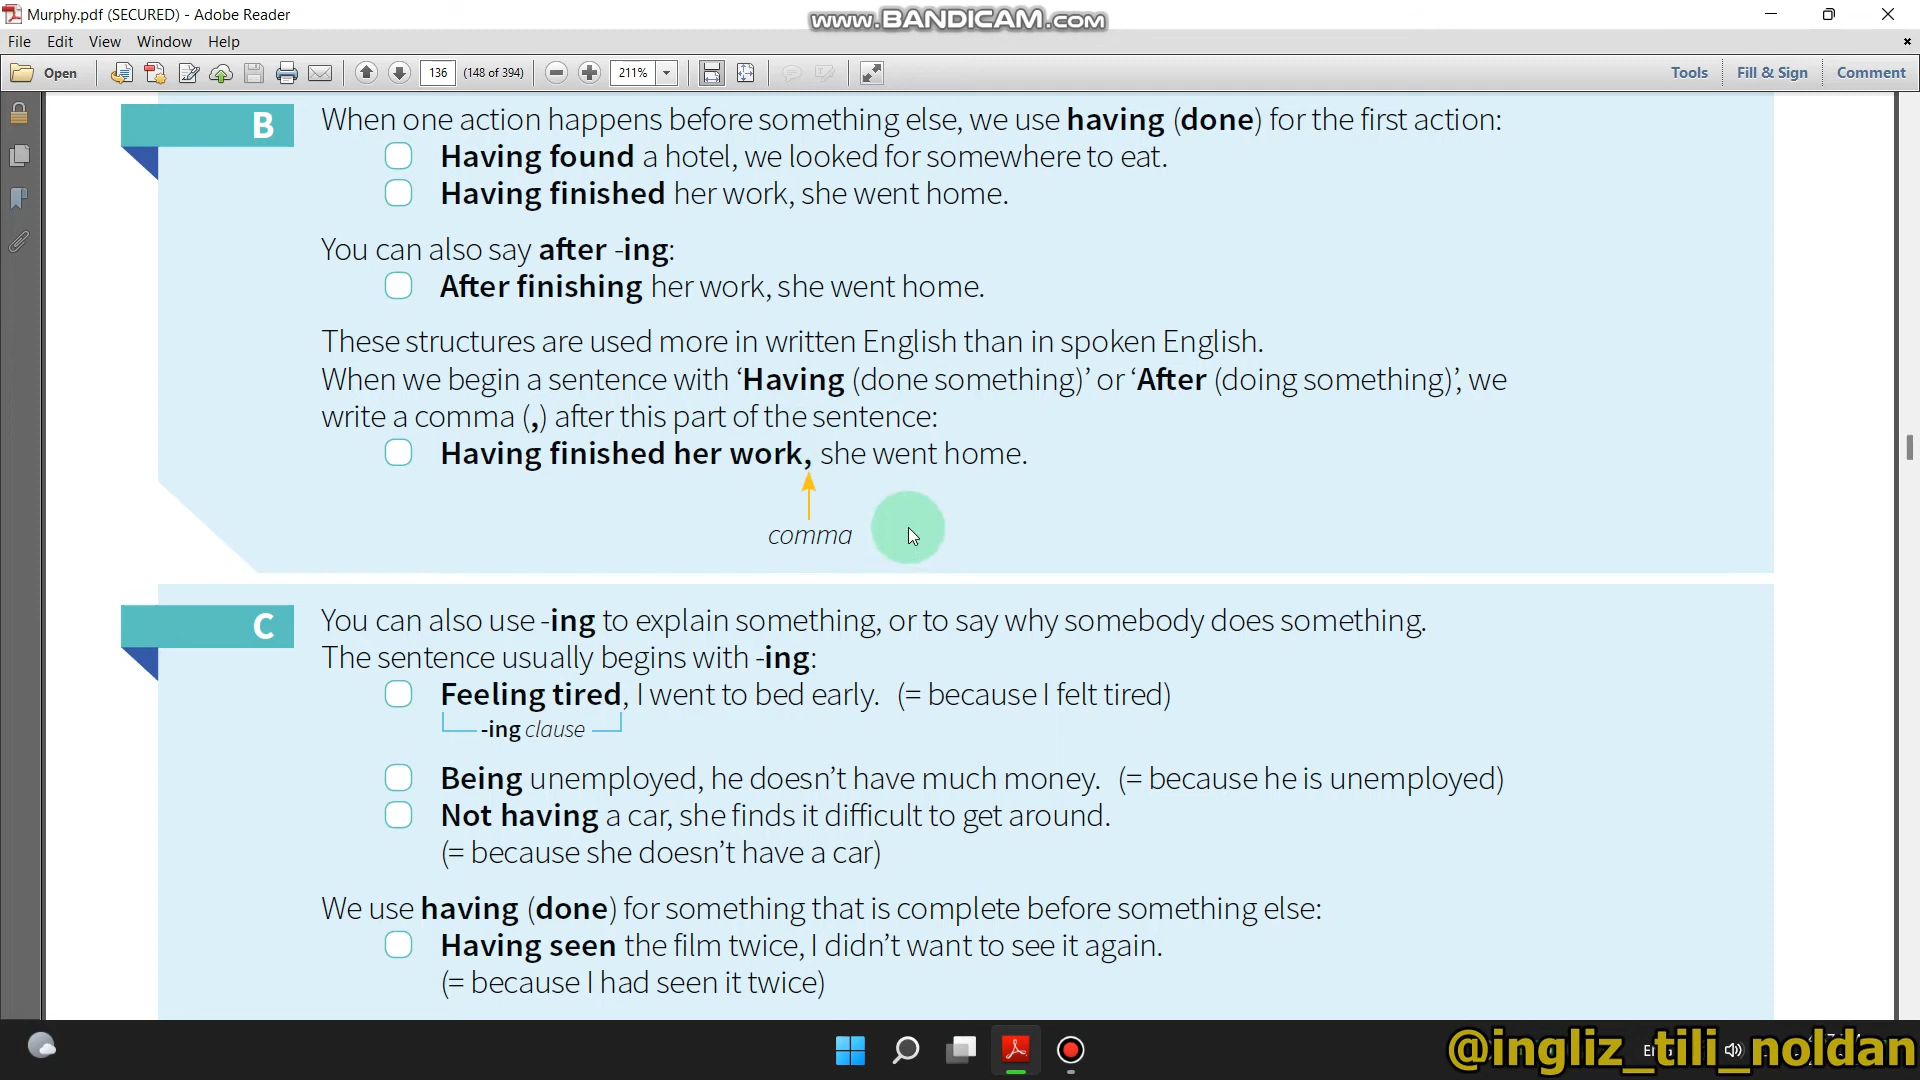 Murphy.pdf (SECURED) - Adobe Reader
www.BANDICAM.com
File Edit View Window Help
Open 136 (148 of 394) 211% Tools Fill & Sign Comment
B When one action happens before something else, we use having (done) for the first action:
Having found a hotel, we looked for somewhere to eat.
Having finished her work, she went home.
You can also say after -ing:
After finishing her work, she went home.
These structures are used more in written English than in spoken English.
When we begin a sentence with ‘Having (done something)’ or ‘After (doing something)’, we
write a comma (,) after this part of the sentence:
Having finished her work, she went home.
comma
C You can also use -ing to explain something, or to say why somebody does something.
The sentence usually begins with -ing:
Feeling tired, I went to bed early. (= because I felt tired)
-ing clause
Being unemployed, he doesn’t have much money. (= because he is unemployed)
Not having a car, she finds it difficult to get around.
(= because she doesn’t have a car)
We use having (done) for something that is complete before something else:
Having seen the film twice, I didn’t want to see it again.
(= because I had seen it twice)
@ingliz_tili_noldan